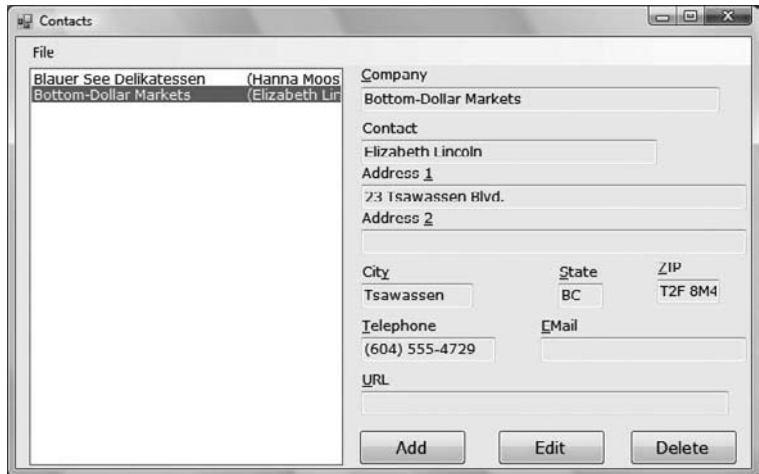 Contacts
File
Blauer See Delikatessen (Hanna Moos
Bottom-Dollar Markets (Elizabeth Lin
Company
Bottom-Dollar Markets
Contact
Elizabeth Lincoln
Address 1
23 Tsawassen Blvd.
Address 2
City State ZIP
Tsawassen BC T2F 8M4
Telephone EMail
(604) 555-4729
URL
Add Edit Delete